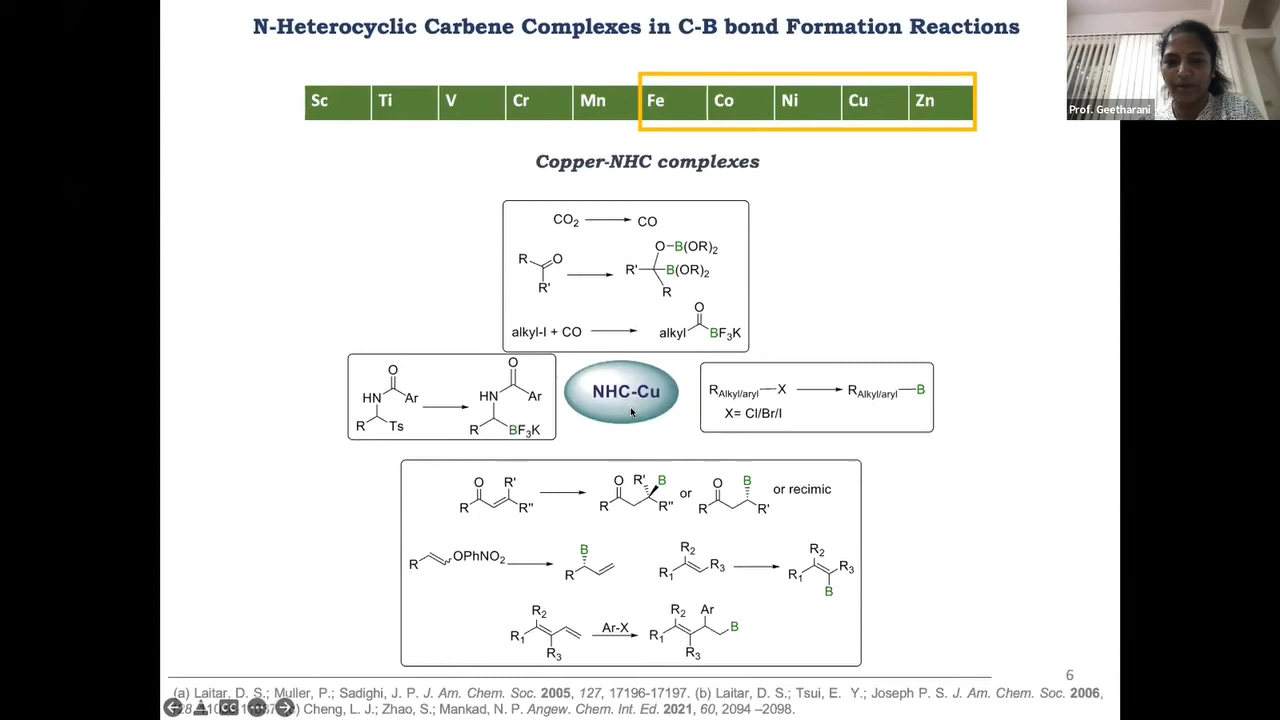 N-Heterocyclic Carbene Complexes in C-B bond Formation Reactions
Prof. Geetharani
Sc Ti V Cr Mn Fe Co Ni Cu Zn
Copper-NHC complexes
CO2 CO
R O R' O B(OR)2 R' B(OR)2 R
alkyl-I + CO alkyl O BF3K
O HN Ar R Ts O HN Ar R BF3K
NHC-Cu
RAlkyl/aryl X RAlkyl/aryl B
X= Cl/Br/I
O R' R R'' O R' B R R'' or O B R R' or recimic
R OPhNO2 B R R2 R1 R3 R2 R1 R3 B
R2 R1 R3 Ar-X R2 Ar R1 B R3
6
(a) Laitar, D. S.; Muller, P.; Sadighi, J. P. J. Am. Chem. Soc. 2005, 127, 17196-17197. (b) Laitar, D. S.; Tsui, E. Y.; Joseph P. S. J. Am. Chem. Soc. 2006,
Cheng, L. J.; Zhao, S.; Mankad, N. P. Angew. Chem. Int. Ed. 2021, 60, 2094 –2098.